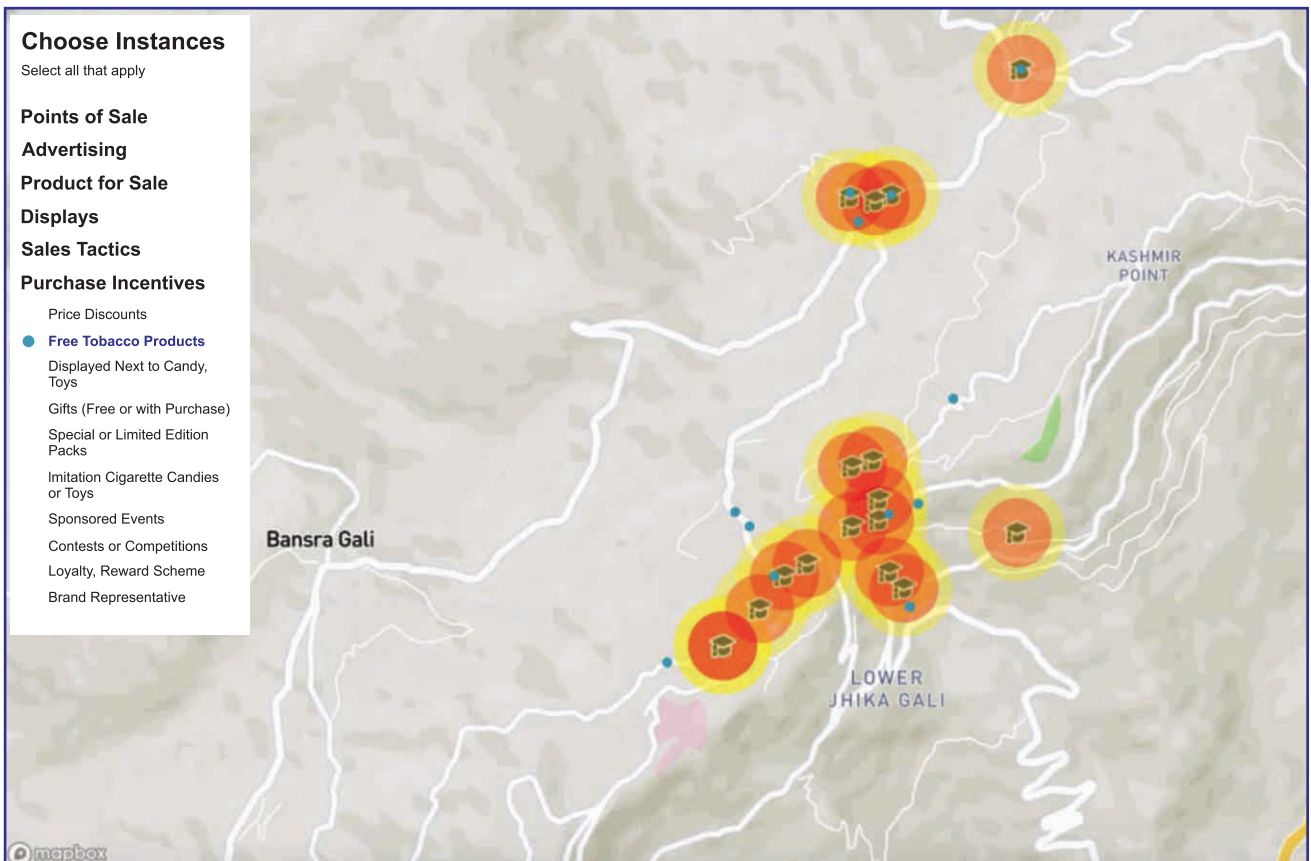 Choose Instances
Select all that apply
Points of Sale
Advertising
Product for Sale
Displays
Sales Tactics
Purchase Incentives
Price Discounts
Free Tobacco Products
Displayed Next to Candy,
Toys
Gifts (Free or with Purchase)
Special or Limited Edition
Packs
Imitation Cigarette Candies
or Toys
Sponsored Events
Contests or Competitions
Loyalty, Reward Scheme
Brand Representative
KASHMIR
POINT
Bansra Gali
LOWER
JHIKA GALI
mapbox